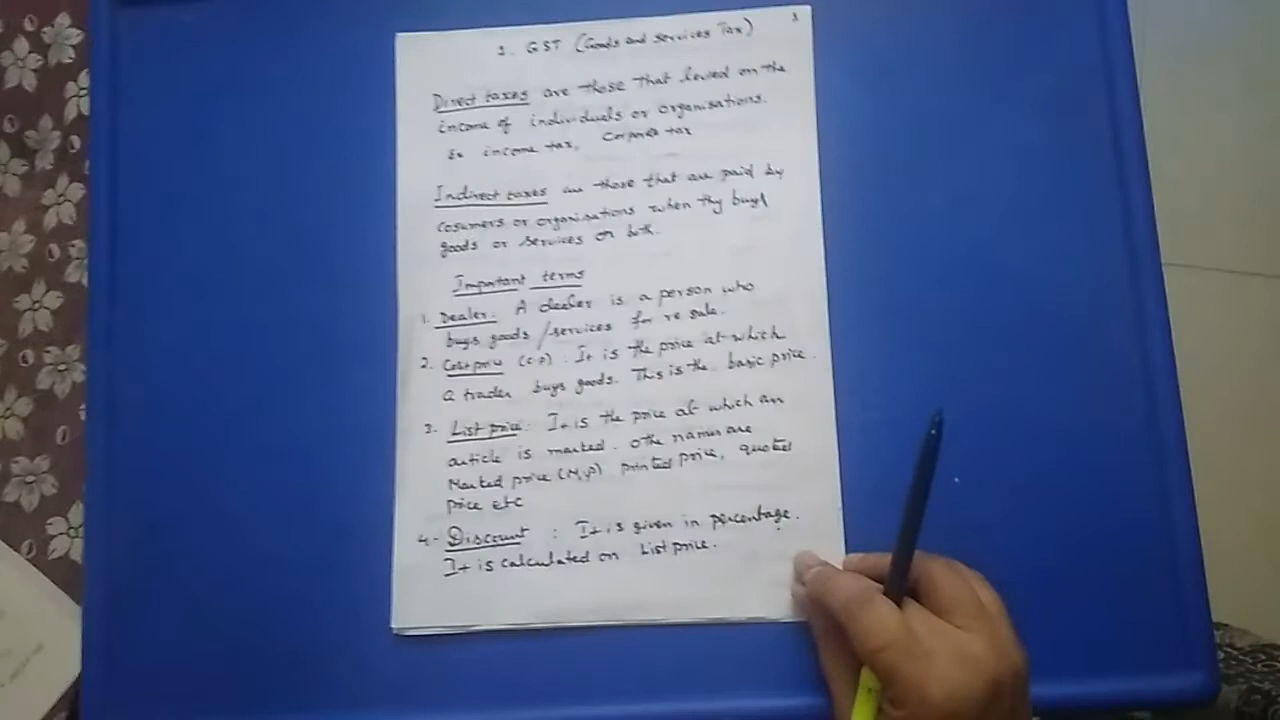 1
2. GST (Goods and Services Tax)
Direct taxes are those that levied on the
income of individuals or organisations.
Ex income tax, Corporate tax
Indirect taxes are those that are paid by
cosumers or organisations when they buys
goods or services or both.
Important terms
1. Dealer: A dealer is a person who
buys goods/services for re sale.
2. Cost price (C.P). It is the price at which
a trader buys goods. This is the basic price.
3. List price: It is the price at which an
article is marked. Othe names are
Marked price (M.P) printed price, quoted
price etc
4. Discount : It is given in percentage.
It is calculated on List price.